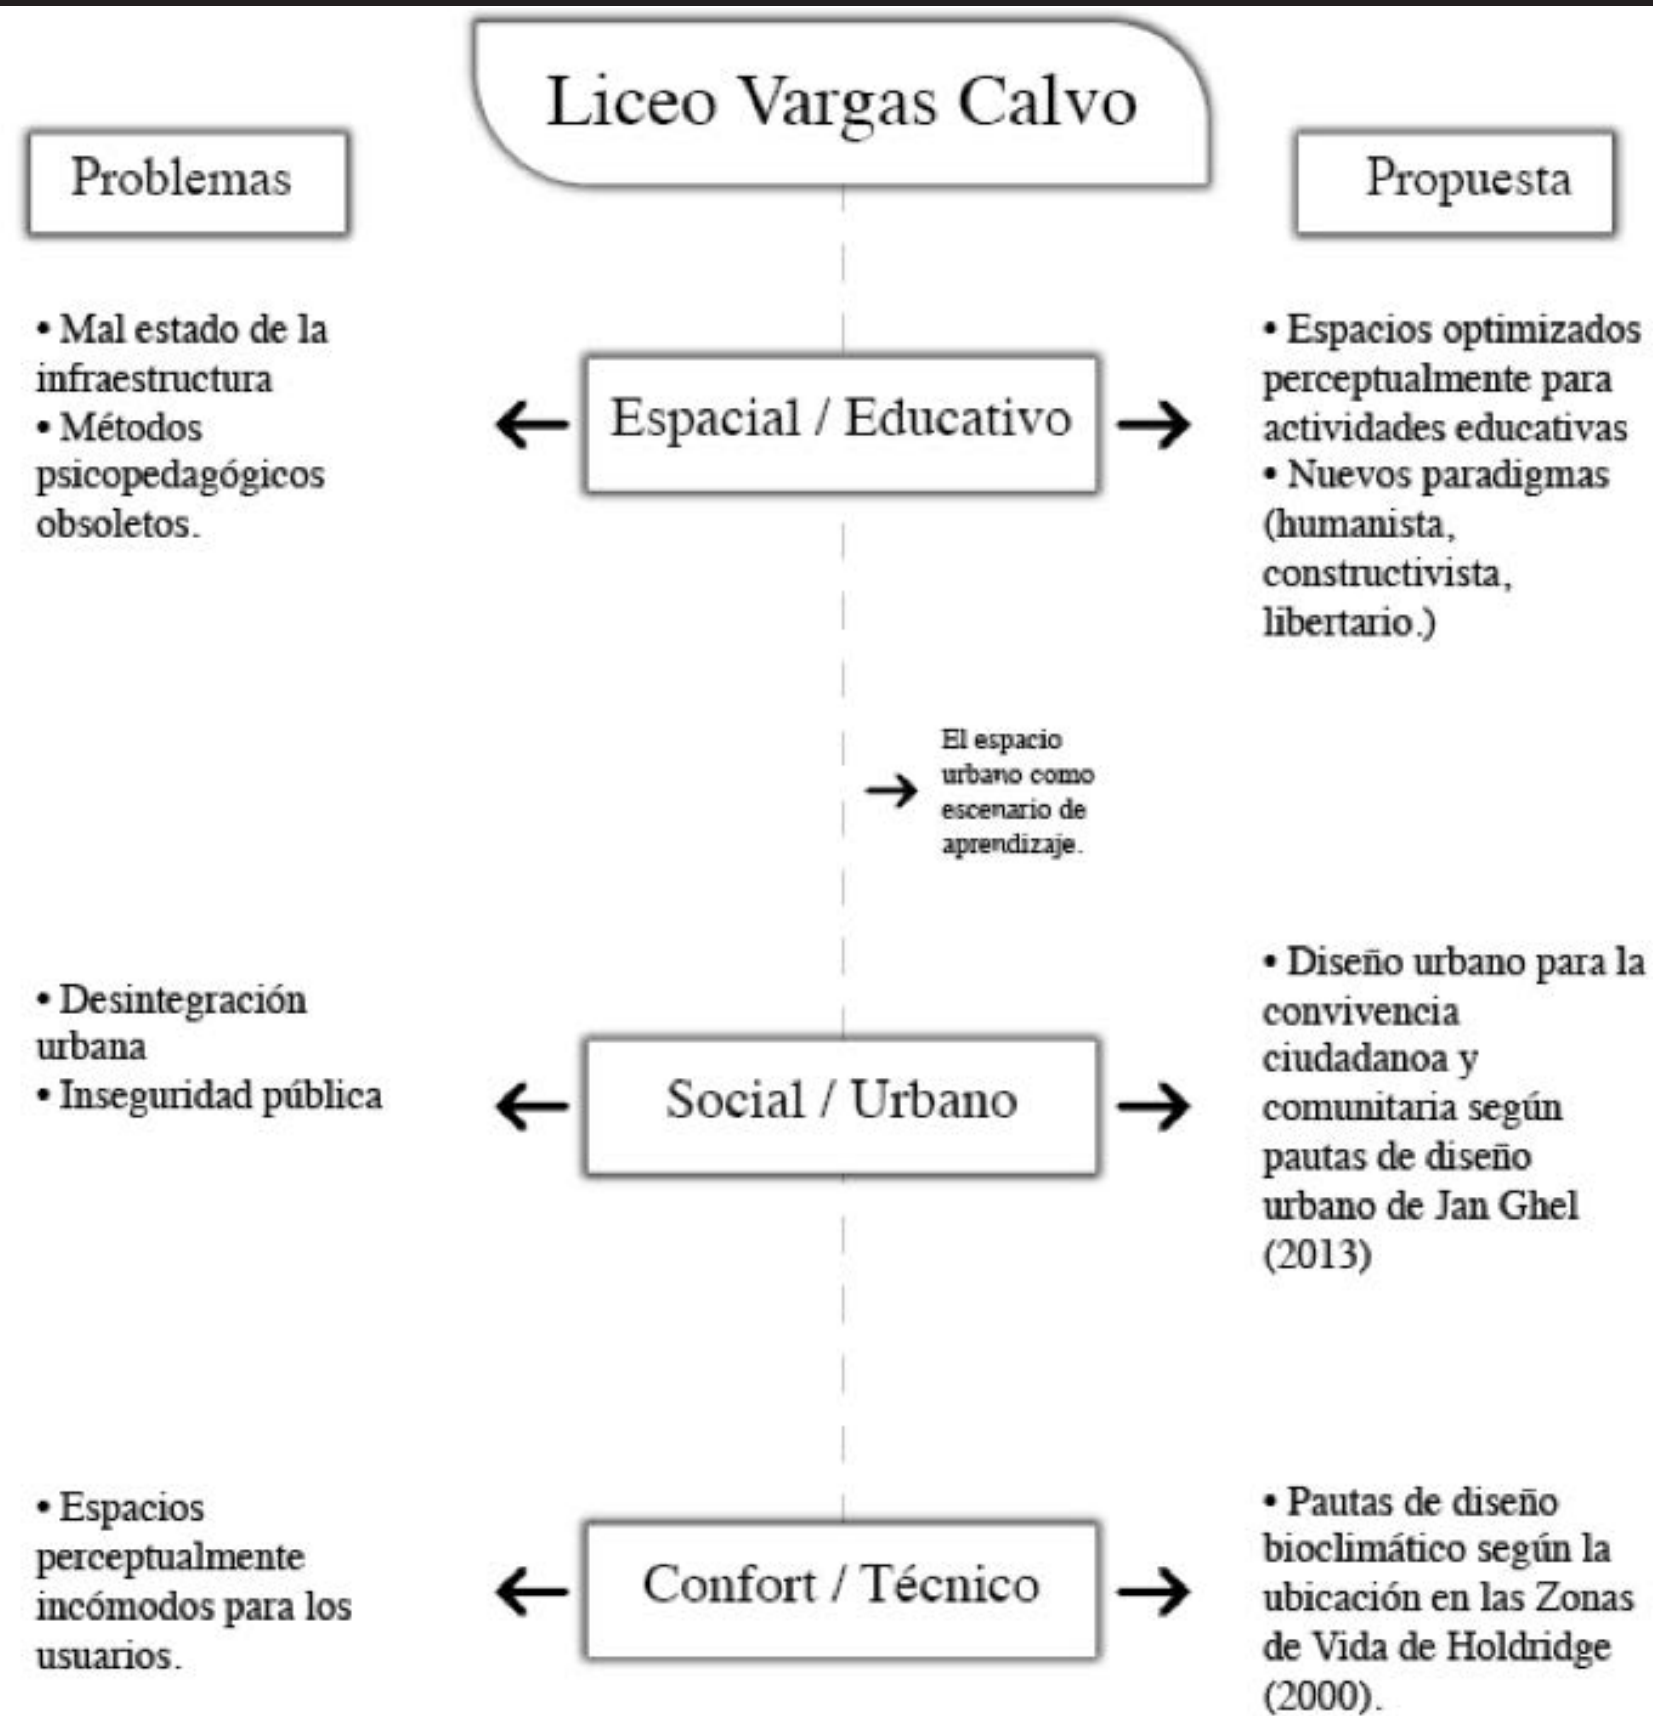 Liceo Vargas Calvo
Problemas
Propuesta
• Mal estado de la
infraestructura
• Métodos
psicopedagógicos
obsoletos.
Espacial / Educativo
• Espacios optimizados
perceptualmente para
actividades educativas
• Nuevos paradigmas
(humanista,
constructivista,
libertario.)
El espacio
urbano como
escenario de
aprendizaje.
• Desintegración
urbana
• Inseguridad pública
Social / Urbano
• Diseño urbano para la
convivencia
ciudadanoa y
comunitaria según
pautas de diseño
urbano de Jan Ghel
(2013)
• Espacios
perceptualmente
incómodos para los
usuarios.
Confort / Técnico
• Pautas de diseño
bioclimático según la
ubicación en las Zonas
de Vida de Holdridge
(2000).